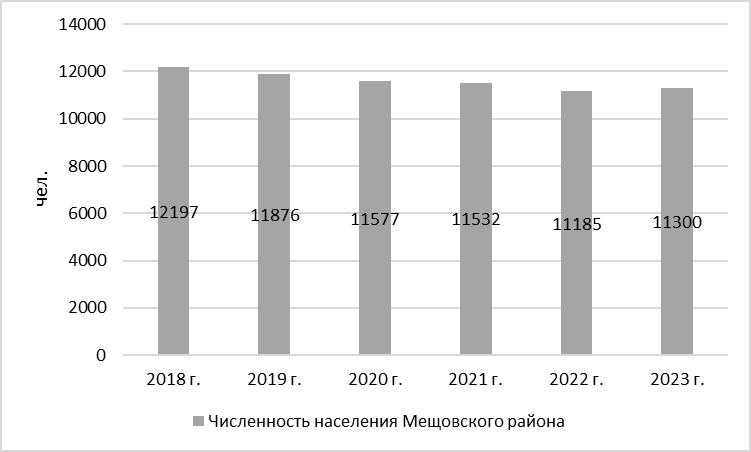 14000
12000
10000
8000
6000
4000
2000
0
чел.
12197 11876 11577 11532 11185 11300
2018 г. 2019 г. 2020 г. 2021 г. 2022 г. 2023 г.
Численность населения Мещовского района